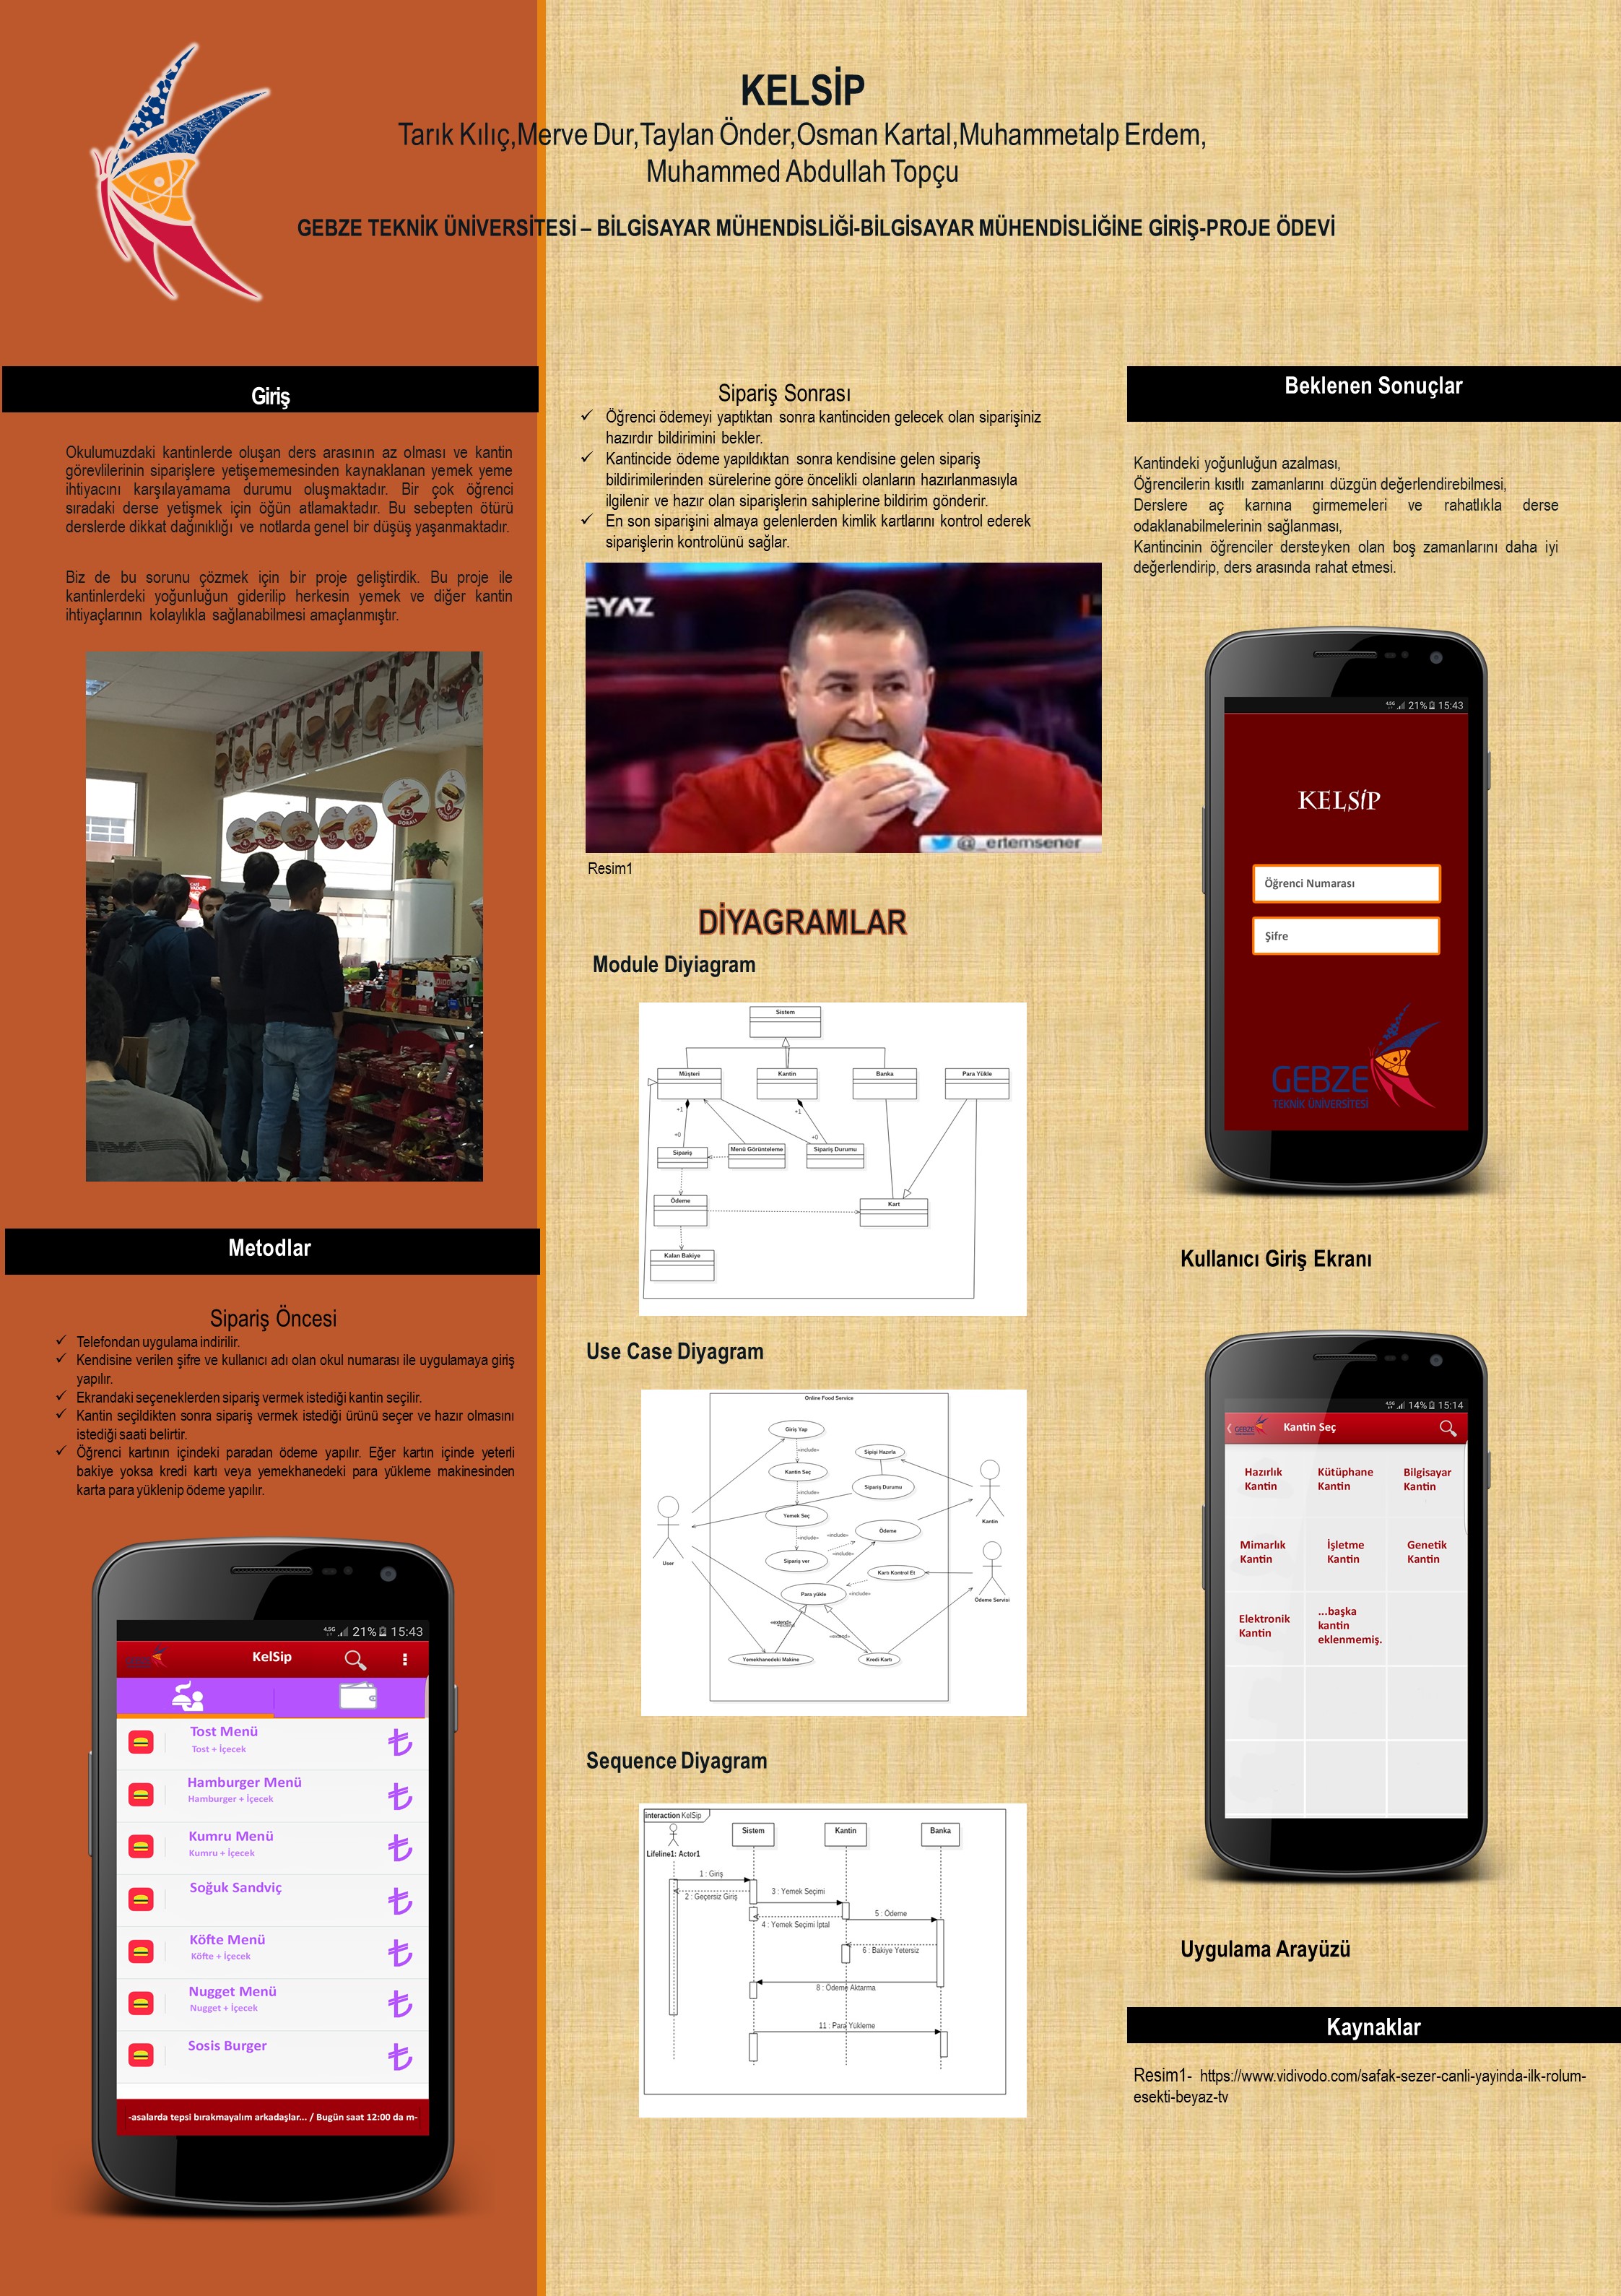 KELSİP
Tarık Kılıç,Merve Dur,Taylan Önder,Osman Kartal,Muhammetalp Erdem,
Muhammed Abdullah Topçu
GEBZE TEKNİK ÜNİVERSİTESİ – BİLGİSAYAR MÜHENDİSLİĞİ-BİLGİSAYAR MÜHENDİSLİĞİNE GİRİŞ-PROJE ÖDEVİ
Giriş
Okulumuzdaki kantinlerde oluşan ders arasının az olması ve kantin
görevlilerinin siparişlere yetişememesinden kaynaklanan yemek yeme
ihtiyacını karşılayamama durumu oluşmaktadır. Bir çok öğrenci
sıradaki derse yetişmek için öğün atlamaktadır. Bu sebepten ötürü
derslerde dikkat dağınıklığı ve notlarda genel bir düşüş yaşanmaktadır.
Biz de bu sorunu çözmek için bir proje geliştirdik. Bu proje ile
kantinlerdeki yoğunluğun giderilip herkesin yemek ve diğer kantin
ihtiyaçlarının kolaylıkla sağlanabilmesi amaçlanmıştır.
Metodlar
Sipariş Öncesi
✓ Telefondan uygulama indirilir.
✓ Kendisine verilen şifre ve kullanıcı adı olan okul numarası ile uygulamaya giriş
yapılır.
✓ Ekrandaki seçeneklerden sipariş vermek istediği kantin seçilir.
✓ Kantin seçildikten sonra sipariş vermek istediği ürünü seçer ve hazır olmasını
istediği saati belirtir.
✓ Öğrenci kartının içindeki paradan ödeme yapılır. Eğer kartın içinde yeterli
bakiye yoksa kredi kartı veya yemekhanedeki para yükleme makinesinden
karta para yüklenip ödeme yapılır.
4,5G 21% 15:43
KelSip
Tost Menü ₺
Tost + İçecek
Hamburger Menü ₺
Hamburger + İçecek
Kumru Menü ₺
Kumru + İçecek
Soğuk Sandviç ₺
Köfte Menü ₺
Köfte + İçecek
Nugget Menü ₺
Nugget + İçecek
Sosis Burger ₺
-asalarda tepsi bırakmayalım arkadaşlar... / Bugün saat 12:00 da m-
Sipariş Sonrası
✓ Öğrenci ödemeyi yaptıktan sonra kantinciden gelecek olan siparişiniz
hazırdır bildirimini bekler.
✓ Kantincide ödeme yapıldıktan sonra kendisine gelen sipariş
bildirimilerinden sürelerine göre öncelikli olanların hazırlanmasıyla
ilgilenir ve hazır olan siparişlerin sahiplerine bildirim gönderir.
✓ En son siparişini almaya gelenlerden kimlik kartlarını kontrol ederek
siparişlerin kontrolünü sağlar.
EYAZ
@_ertemsener
Resim1
DİYAGRAMLAR
Module Diyiagram
Sistem
Müşteri Kantin Banka Para Yükle
+1 +1
+0 +0
Sipariş Menü Görünteleme Sipariş Durumu
Ödeme Kart
Kalan Bakiye
Use Case Diyagram
Online Food Service
Giriş Yap
«include»
Sipişi Hazırla
Kantin Seç
«include»
Sipariş Durumu
Yemek Seç
Kantin
«include» «include» Ödeme
Sipariş ver «include»
User
Kartı Kontrol Et
Para yükle «include»
Ödeme Servisi
«extend»
«extend»
«extend»
Yemekhanedeki Makine Kredi Kartı
Sequence Diyagram
interaction KelSip
Sistem Kantin Banka
Lifeline1: Actor1
1 : Giriş
2 : Geçersiz Giriş
3 : Yemek Seçimi
4 : Yemek Seçimi İptal
5 : Ödeme
6 : Bakiye Yetersiz
8 : Ödeme Aktarma
11 : Para Yükleme
Beklenen Sonuçlar
Kantindeki yoğunluğun azalması,
Öğrencilerin kısıtlı zamanlarını düzgün değerlendirebilmesi,
Derslere aç karnına girmemeleri ve rahatlıkla derse
odaklanabilmelerinin sağlanması,
Kantincinin öğrenciler dersteyken olan boş zamanlarını daha iyi
değerlendirip, ders arasında rahat etmesi.
4,5G 21% 15:43
KELSİP
Öğrenci Numarası
Şifre
GEBZE
TEKNİK ÜNİVERSİTESİ
Kullanıcı Giriş Ekranı
4,5G 14% 15:14
GEBZE Kantin Seç
Hazırlık Kütüphane Bilgisayar
Kantin Kantin Kantin
Mimarlık İşletme Genetik
Kantin Kantin Kantin
Elektronik ...başka
Kantin kantin
eklenmemiş.
Uygulama Arayüzü
Kaynaklar
Resim1- https://www.vidivodo.com/safak-sezer-canli-yayinda-ilk-rolum-
esekti-beyaz-tv